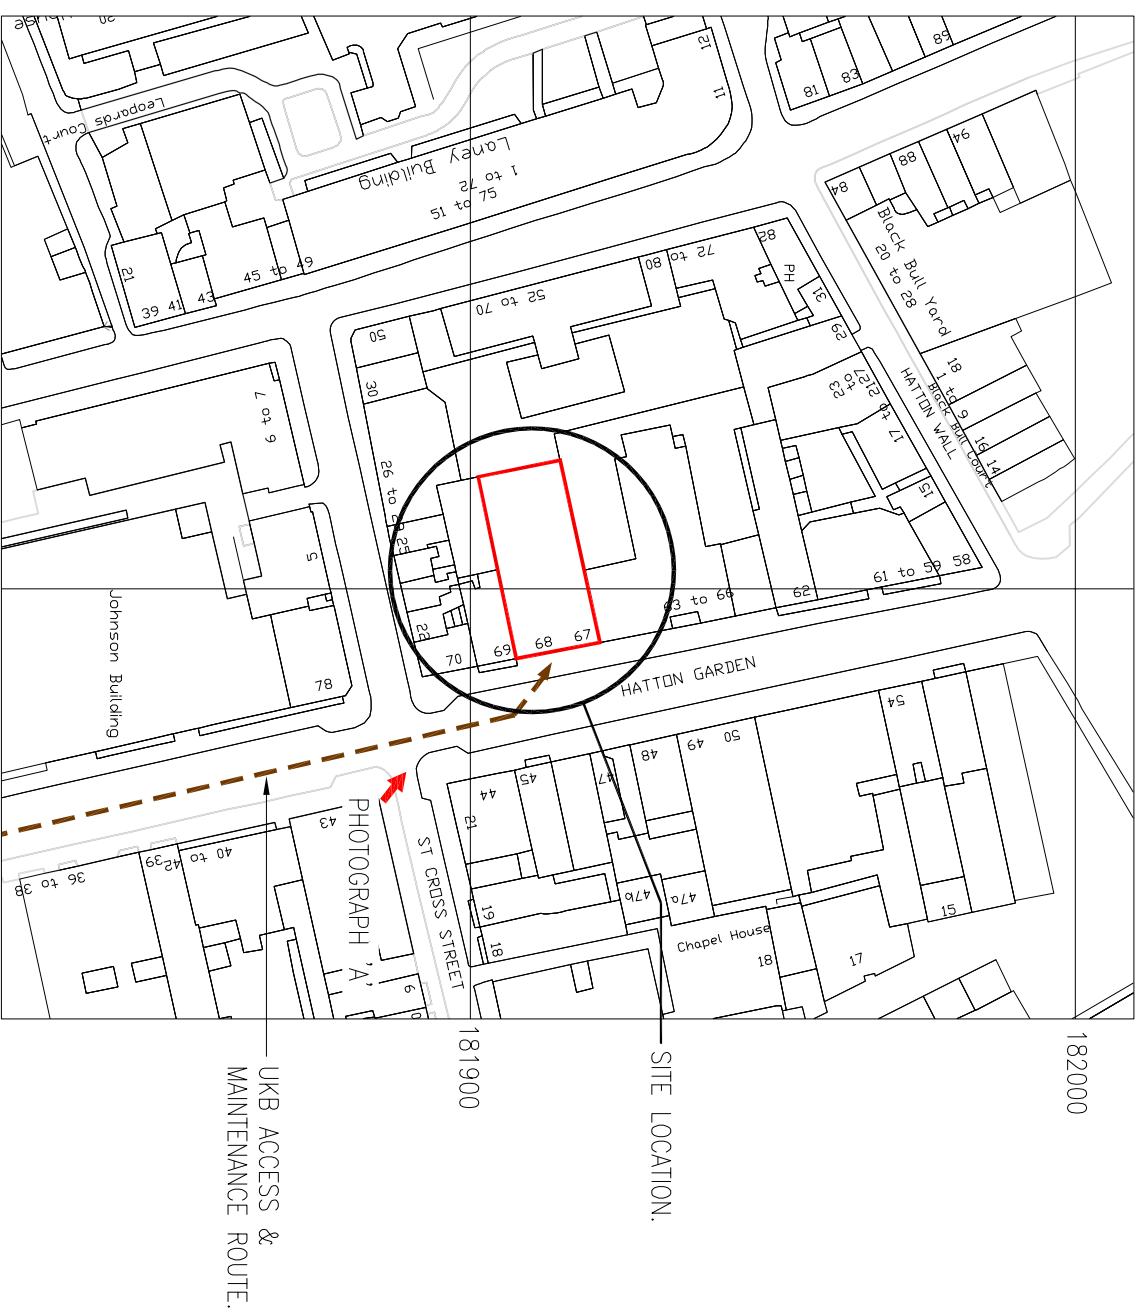 Leopards Court
Laney Building
1 to 72
15 to 75
12
11
81
83
89
84
88
94
Black Bull Yard
20 to 28
18
1 to 9
Black Bull Court
16
14
HATTON WALL
82
PH
31
29
72 to 80
52 to 70
50
30
21
39
41
43
45 to 49
7 to 9
26 to
25
22
70
69
68
67
63 to 66
62
61 to 59
58
15
17 to 21
23 to 27
5
78
Johnson Building
HATTON GARDEN
54
50
49
48
47
45
44
21
19
18
47b
47a
Chapel House
18
17
15
43
40 to 42
39
36 to 38
9
ST CROSS STREET
PHOTOGRAPH 'A'
181900
182000
SITE LOCATION.
UKB ACCESS &
MAINTENANCE ROUTE.